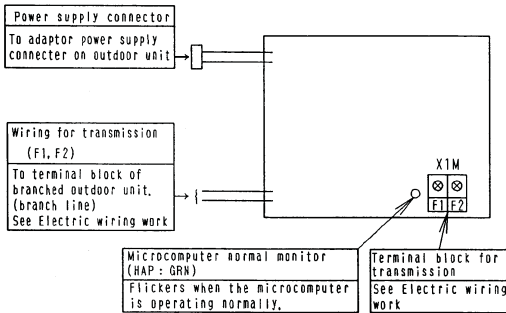 Power supply connector
To adaptor power supply
connecter on outdoor unit
Wiring for transmission
(F1, F2)
To terminal block of
branched outdoor unit.
(branch line)
See Electric wiring work
X1M
F1 F2
Microcomputer normal monitor
(HAP : GRN)
Flickers when the microcomputer
is operating normally.
Terminal block for
transmission
See Electric wiring
work